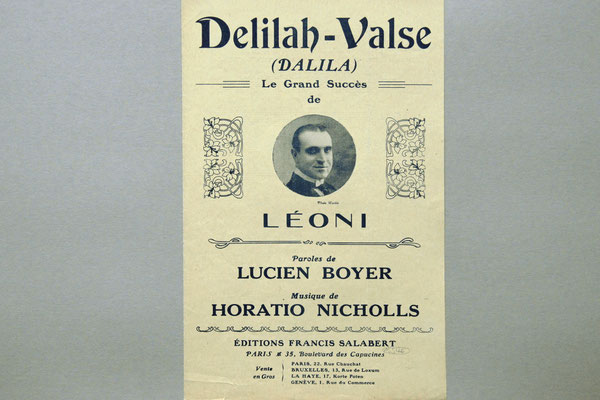 Delilah-Valse
(DALILA)
Le Grand Succès
de
LÉONI
Paroles de
LUCIEN BOYER
Musique de
HORATIO NICHOLLS
ÉDITIONS FRANCIS SALABERT
PARIS 35, Boulevard des Capucines
Vente en Gros
PARIS, 22, Rue Chauchat
BRUXELLES, 13, Rue de Loxum
LA HAYE, 17, Korte Poten
GENÈVE, 1, Rue du Commerce